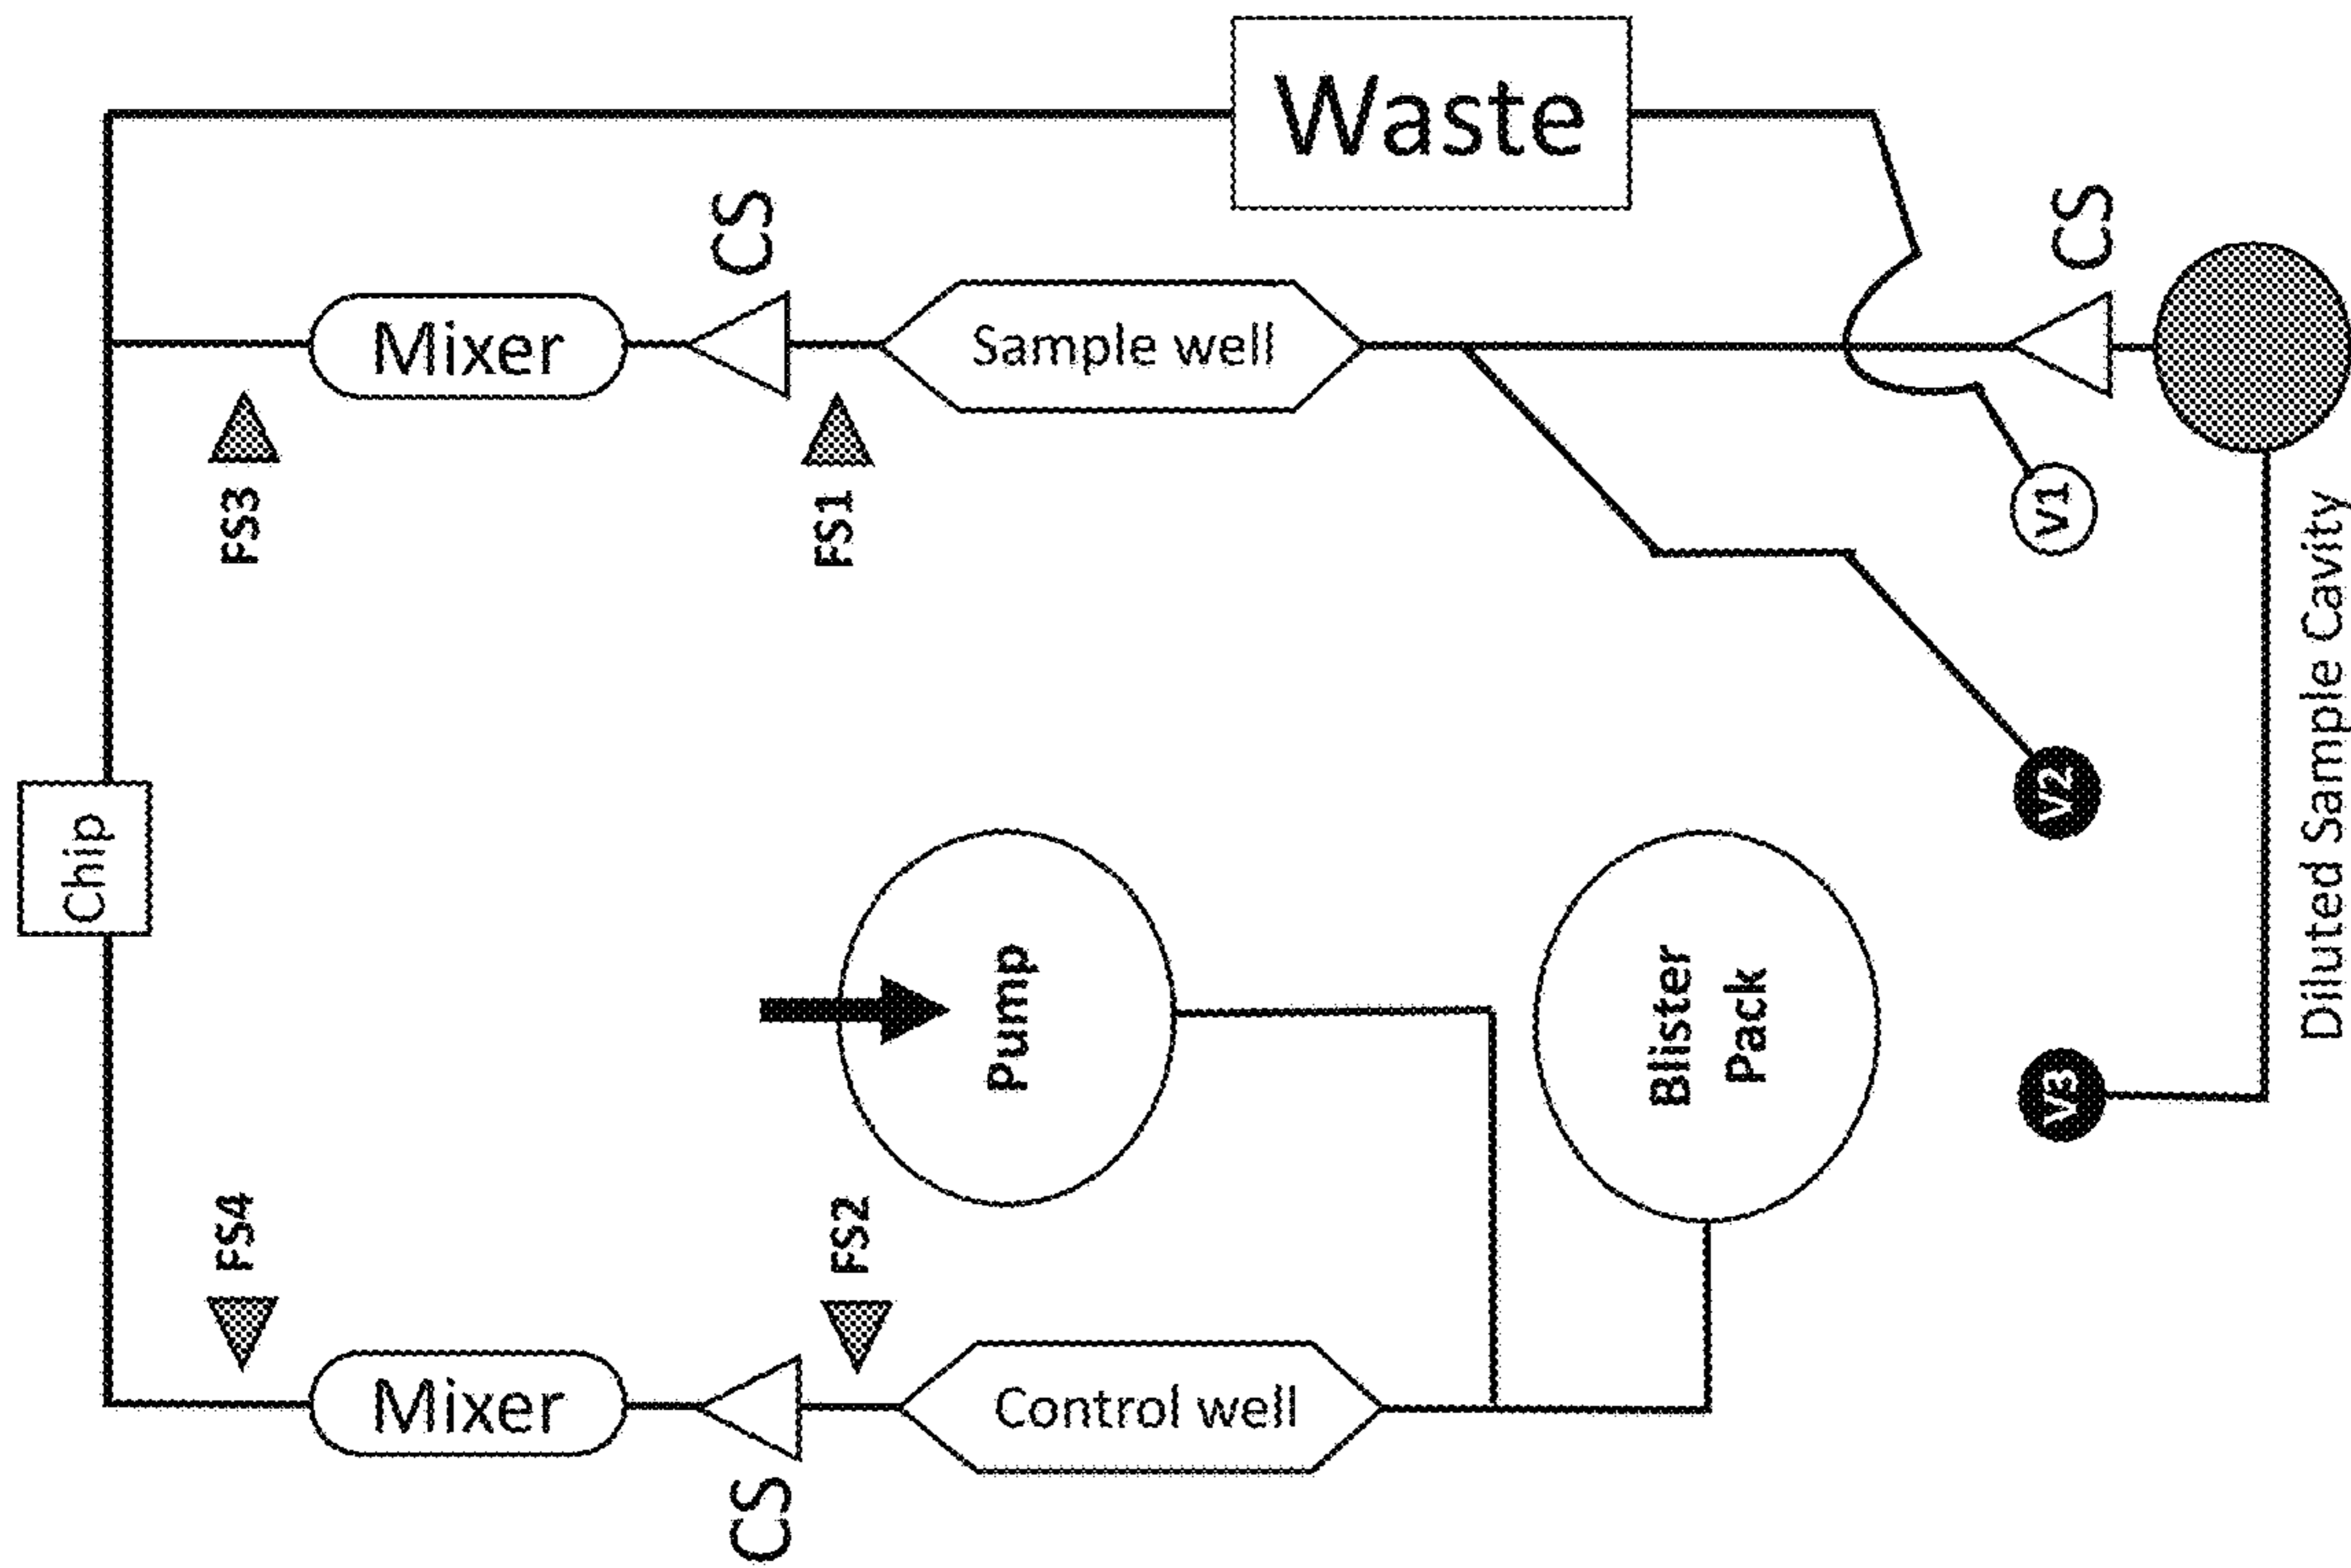 Waste
CS
CS
Mixer
Sample well
FS3
FS1
V1
Chip
V2
Diluted Sample Cavity
Pump
Blister
Pack
V3
FS4
FS2
Mixer
Control well
CS